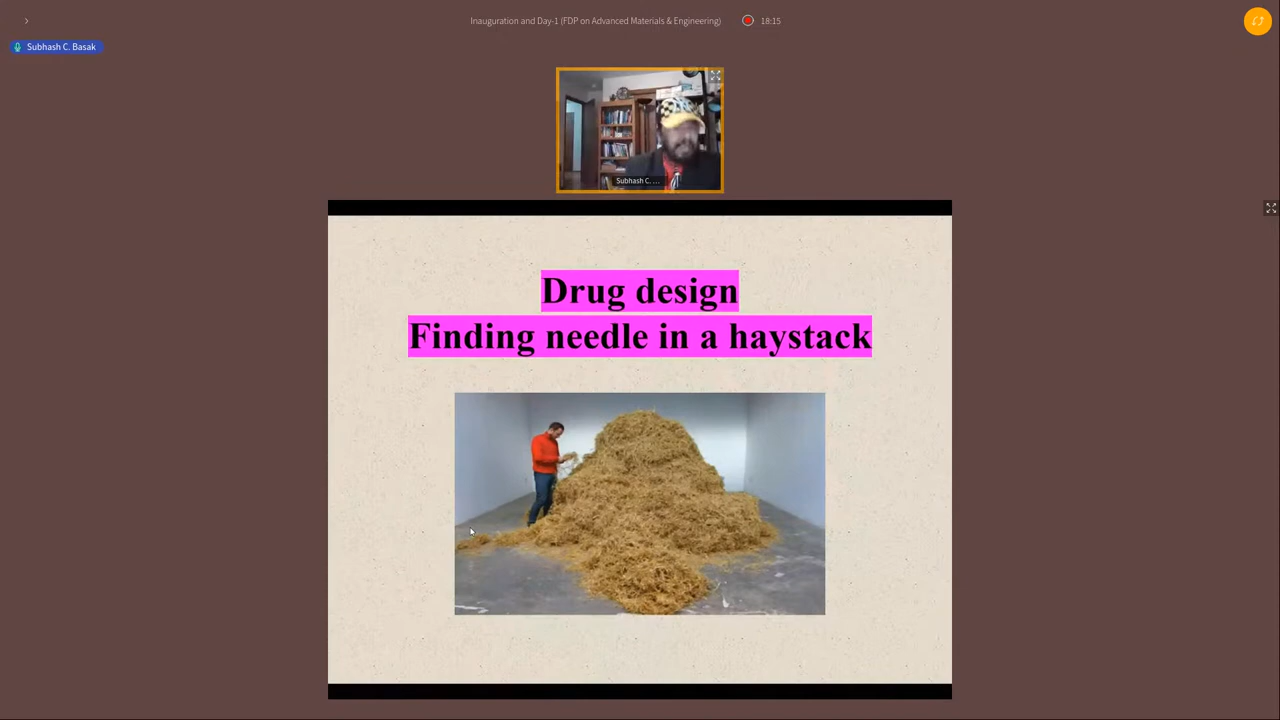 Inauguration and Day-1 (FDP on Advanced Materials & Engineering)
18:15
Subhash C. Basak
Subhash C. ...
Drug design
Finding needle in a haystack